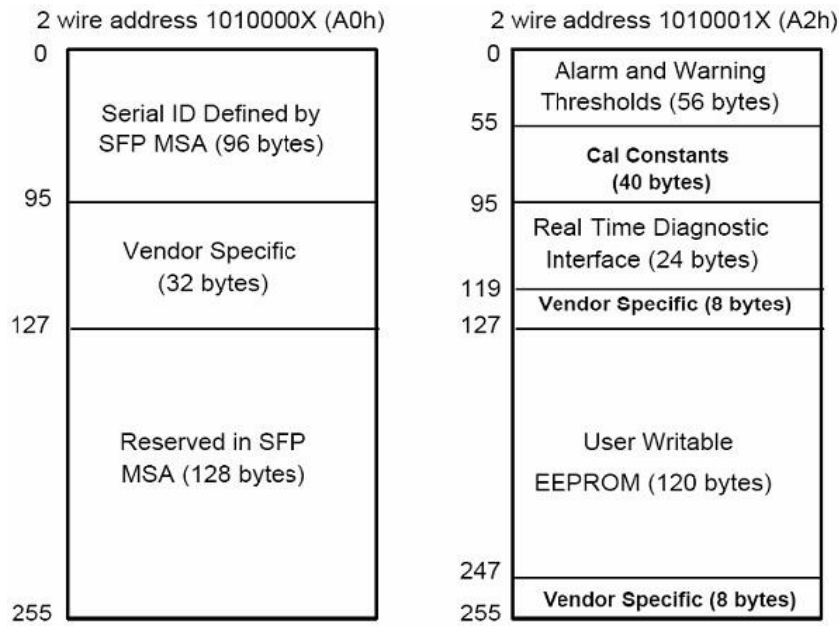 2 wire address 1010000X (A0h)
0
Serial ID Defined by
SFP MSA (96 bytes)
95
Vendor Specific
(32 bytes)
127
Reserved in SFP
MSA (128 bytes)
255
2 wire address 1010001X (A2h)
0
Alarm and Warning
Thresholds (56 bytes)
55
Cal Constants
(40 bytes)
95
Real Time Diagnostic
Interface (24 bytes)
119
Vendor Specific (8 bytes)
127
User Writable
EEPROM (120 bytes)
247
Vendor Specific (8 bytes)
255